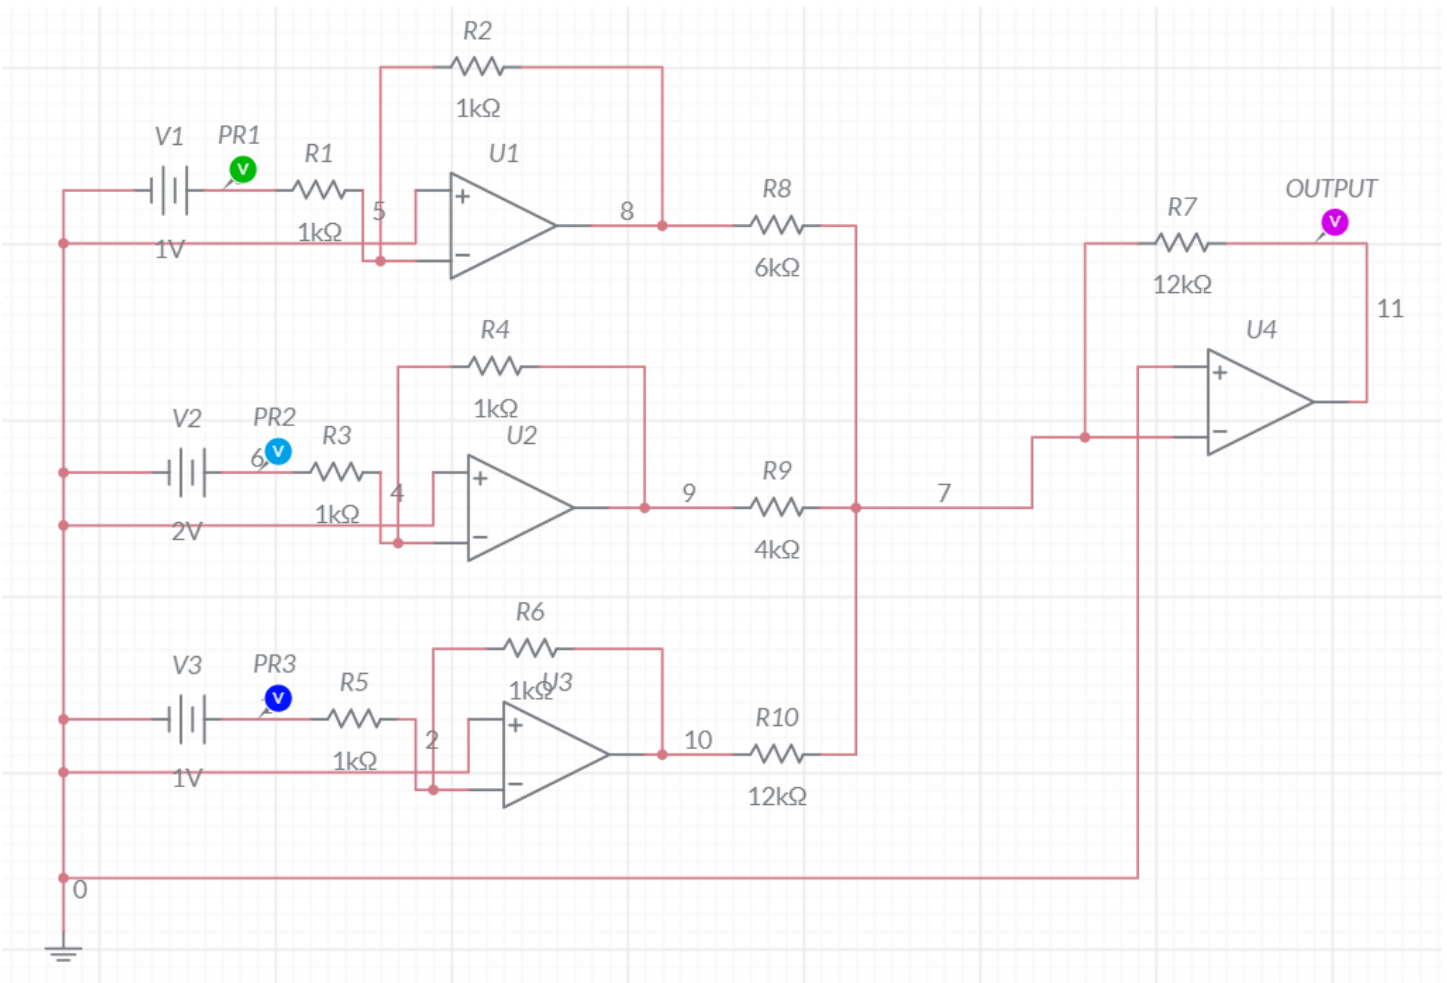 R2
1kΩ
V1
PR1
V
R1
U1
1V
1kΩ
5
+
−
8
R8
6kΩ
R7
12kΩ
OUTPUT
V
11
U4
+
−
R4
1kΩ
U2
V2
PR2
6
V
R3
2V
1kΩ
4
+
−
9
R9
4kΩ
7
R6
1kΩ
U3
V3
PR3
V
R5
1V
1kΩ
2
+
−
10
R10
12kΩ
0